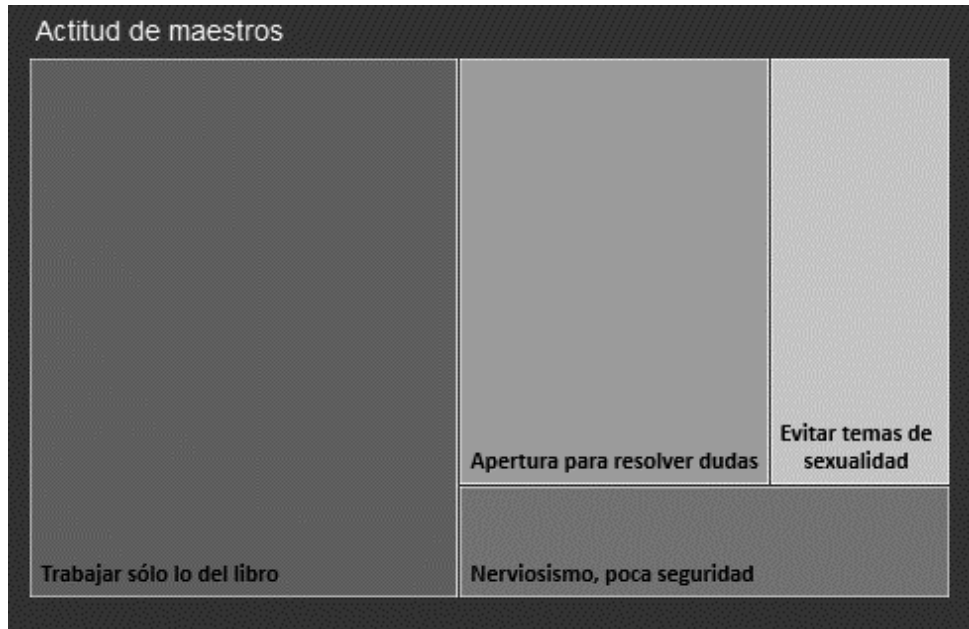 Actitud de maestros
Trabajar sólo lo del libro
Apertura para resolver dudas
Evitar temas de
sexualidad
Nerviosismo, poca seguridad